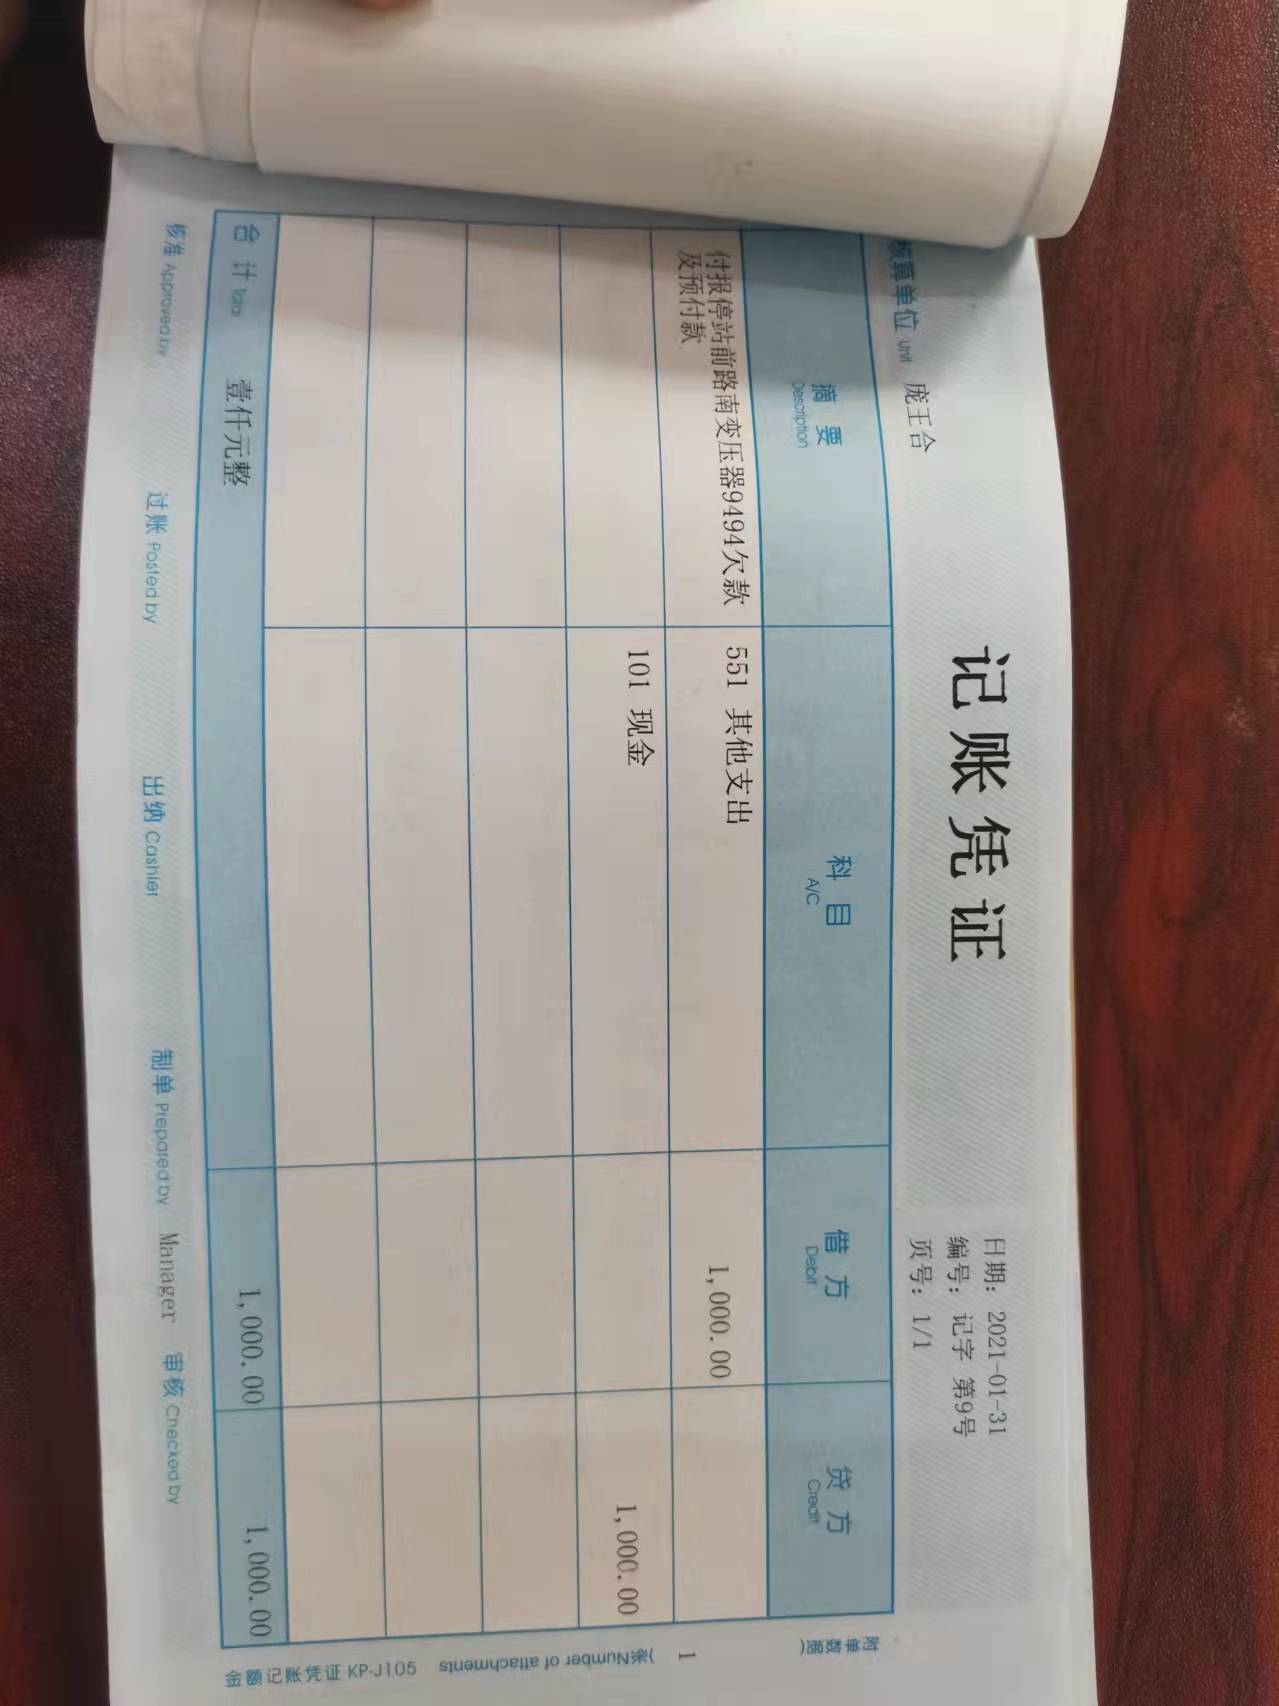 记账凭证
日期: 2021-01-31
编号: 记字 第9号
页号: 1/1
核算单位 unit 庞王合
摘要 科目 借方 贷方
Description A/C Debit Credit
付报停站前路南变压器9494欠款 551 其他支出 1,000.00
及预付款
101 现金 1,000.00
合计 Total 壹仟元整 1,000.00 1,000.00
核准 Approved by 过账 Posted by 出纳 Cashier 制单 Prepared by Manager 审核 Checked by
附单数据( 1 )张Number of attachments
金额记账凭证 KP-J105